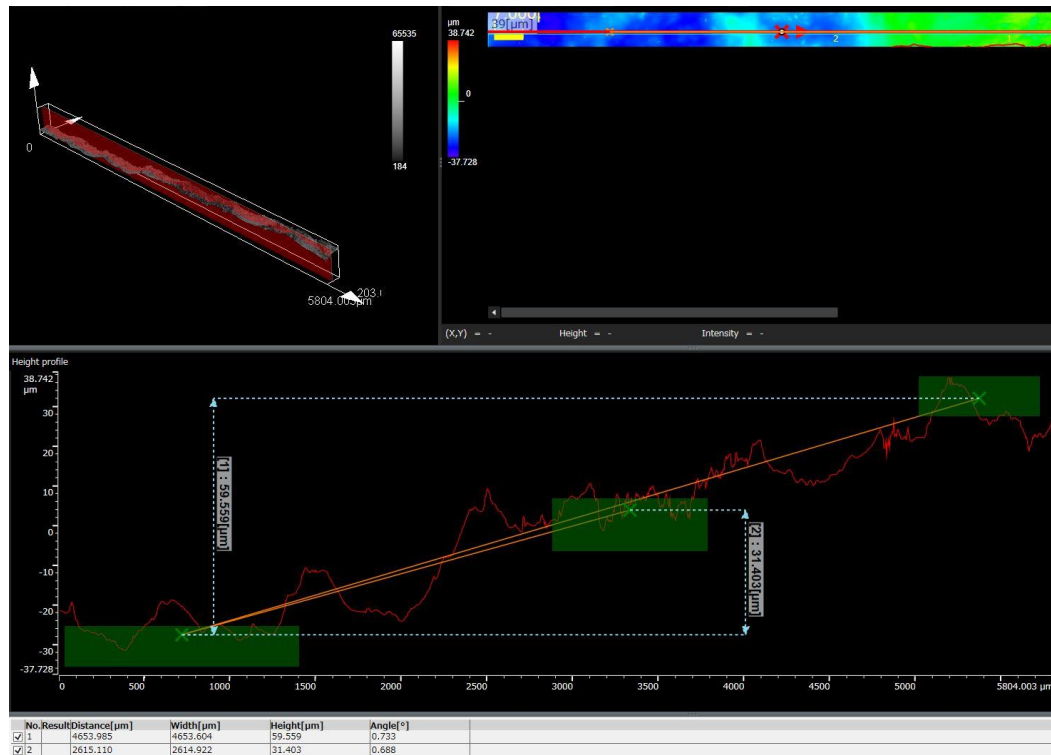 65535
184
0
203.
5804.003μm
μm
38.742
0
-37.728
39[μm]
2
1
(X,Y) = - Height = - Intensity = -
Height profile
38.742
μm
30
20
10
0
-10
-20
-30
-37.728
[1] : 59.559[μm]
[2] : 31.403[μm]
0 500 1000 1500 2000 2500 3000 3500 4000 4500 5000 5804.003 μm
No. Result Distance[μm] Width[μm] Height[μm] Angle[°]
1 4653.985 4653.604 59.559 0.733
2 2615.110 2614.922 31.403 0.688